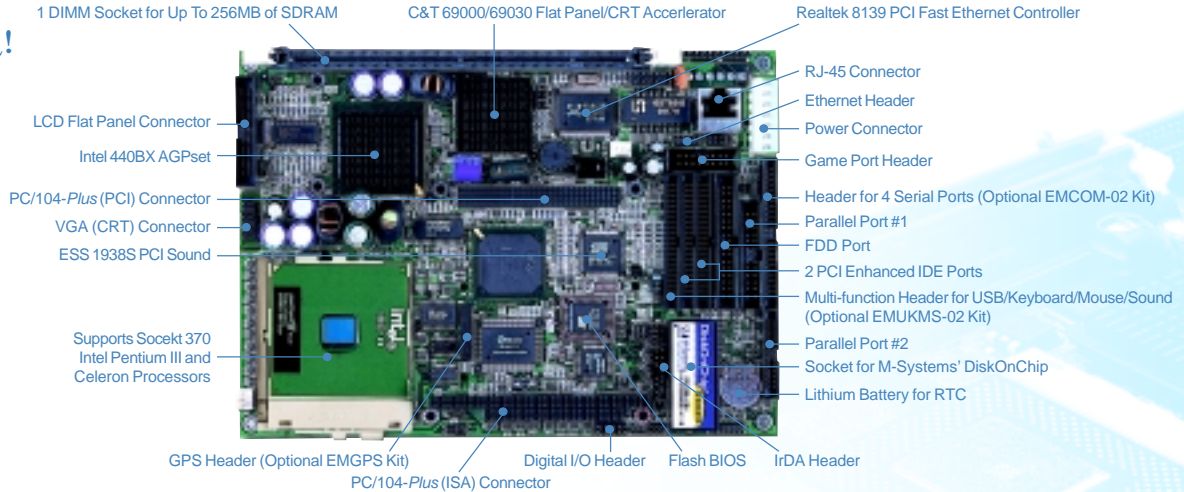 1 DIMM Socket for Up To 256MB of SDRAM
C&T 69000/69030 Flat Panel/CRT Accerlerator
Realtek 8139 PCI Fast Ethernet Controller
!
RJ-45 Connector
Ethernet Header
LCD Flat Panel Connector
Power Connector
Intel 440BX AGPset
Game Port Header
PC/104-Plus (PCI) Connector
Header for 4 Serial Ports (Optional EMCOM-02 Kit)
VGA (CRT) Connector
Parallel Port #1
ESS 1938S PCI Sound
FDD Port
2 PCI Enhanced IDE Ports
Multi-function Header for USB/Keyboard/Mouse/Sound
(Optional EMUKMS-02 Kit)
Supports Socekt 370
Intel Pentium III and
Celeron Processors
intel
Parallel Port #2
Socket for M-Systems' DiskOnChip
Lithium Battery for RTC
GPS Header (Optional EMGPS Kit)
Digital I/O Header
Flash BIOS
IrDA Header
PC/104-Plus (ISA) Connector